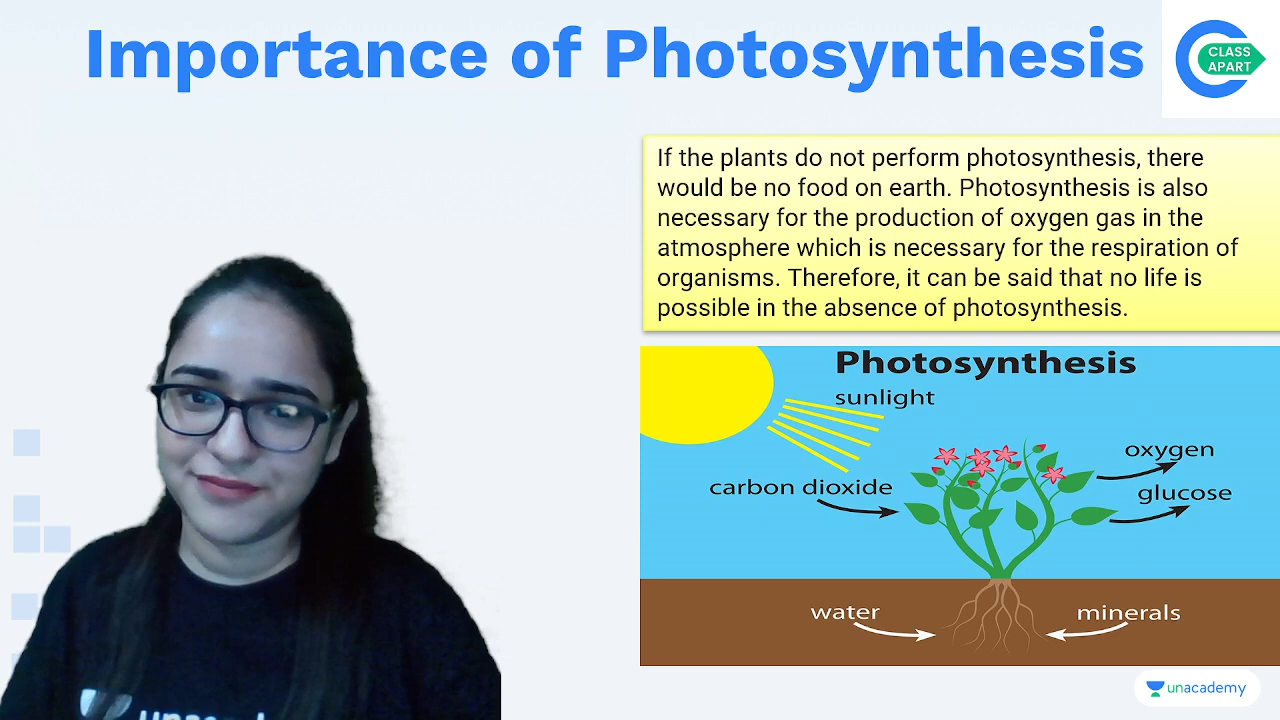 Importance of Photosynthesis
CLASS
APART
If the plants do not perform photosynthesis, there
would be no food on earth. Photosynthesis is also
necessary for the production of oxygen gas in the
atmosphere which is necessary for the respiration of
organisms. Therefore, it can be said that no life is
possible in the absence of photosynthesis.
Photosynthesis
sunlight
oxygen
carbon dioxide
glucose
water
minerals
unacademy